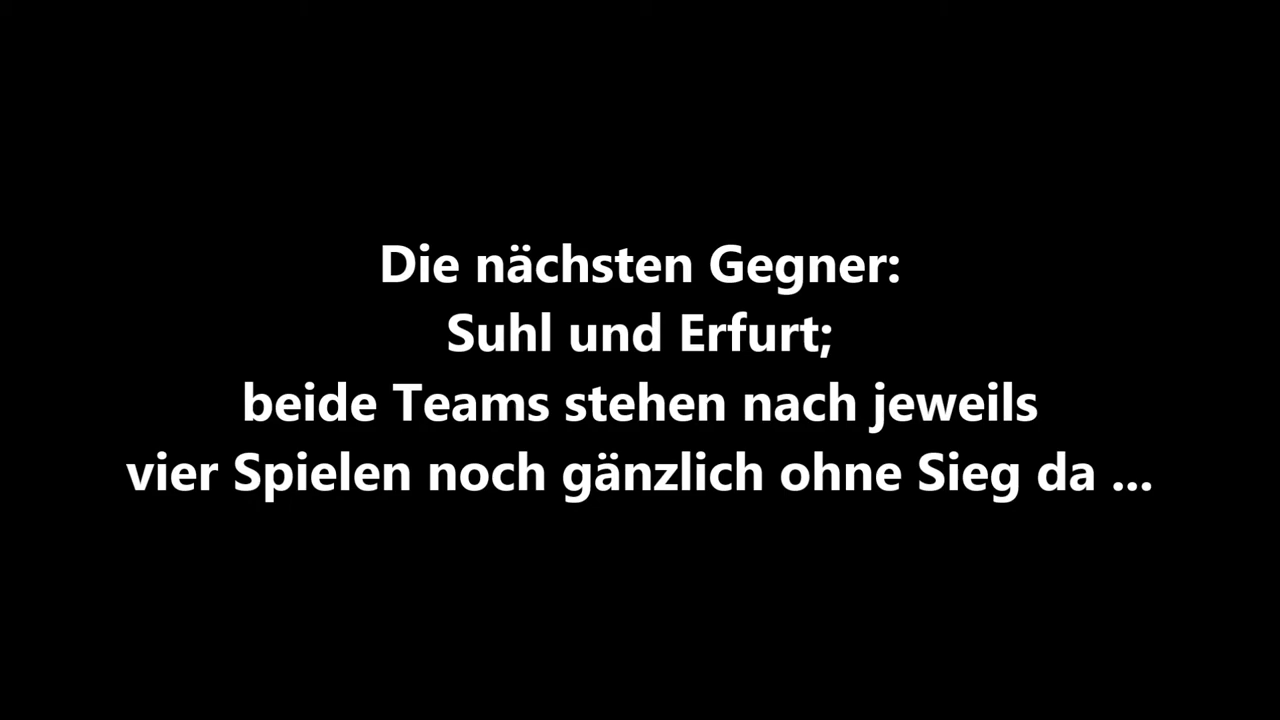 Die nächsten Gegner:
Suhl und Erfurt;
beide Teams stehen nach jeweils
vier Spielen noch gänzlich ohne Sieg da ...